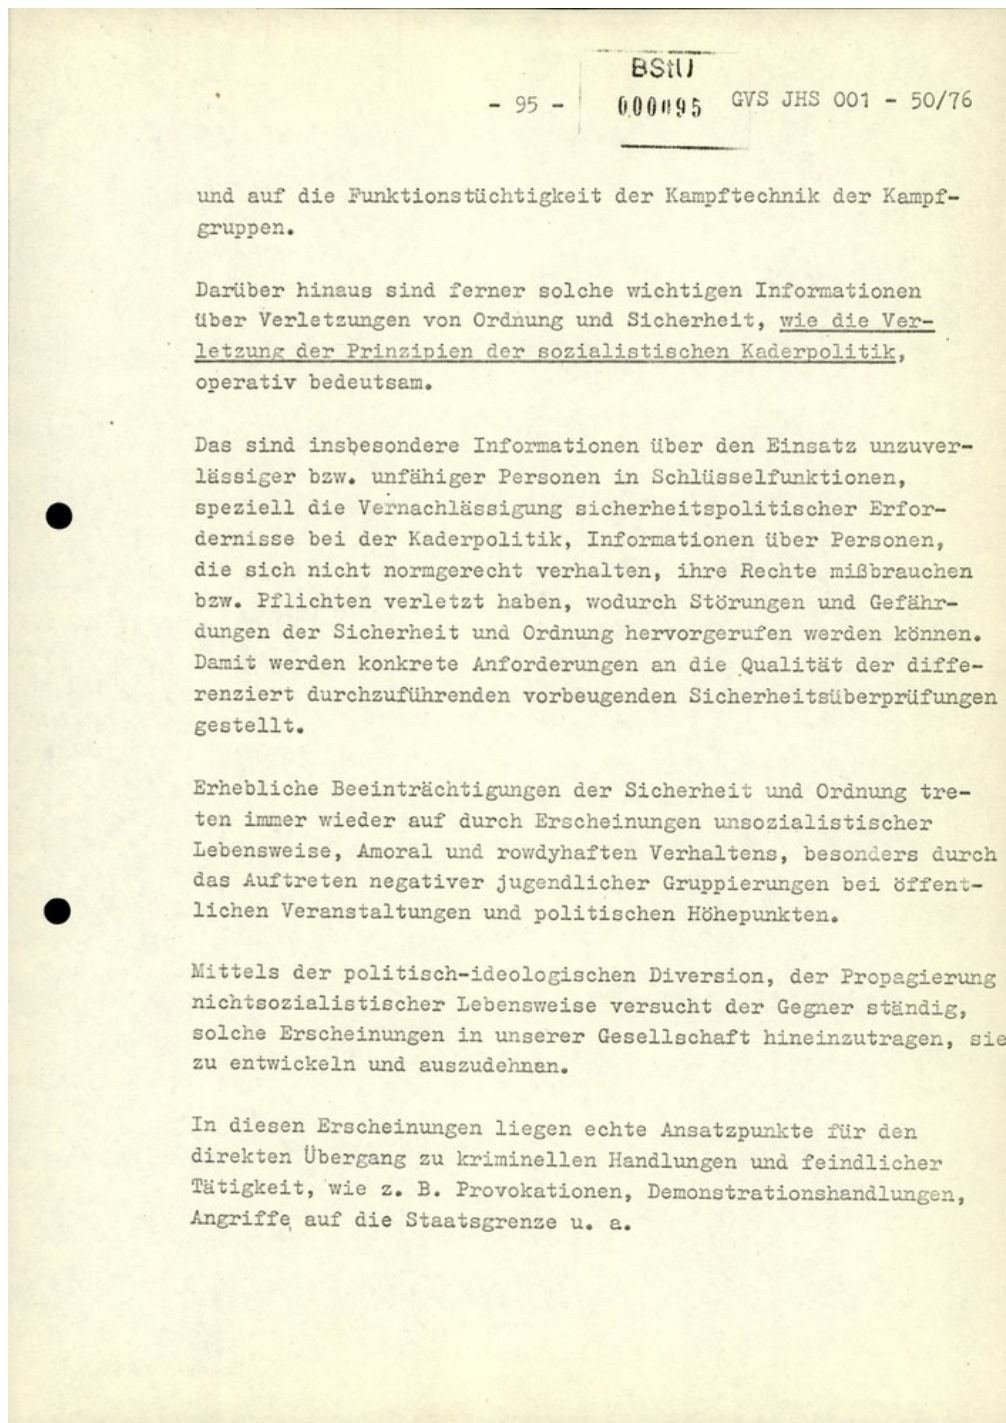 BStU
- 95 - 000095 GVS JHS 001 - 50/76
und auf die Funktionstüchtigkeit der Kampftechnik der Kampf-
gruppen.
Darüber hinaus sind ferner solche wichtigen Informationen
über Verletzungen von Ordnung und Sicherheit, wie die Ver-
letzung der Prinzipien der sozialistischen Kaderpolitik,
operativ bedeutsam.
Das sind insbesondere Informationen über den Einsatz unzuver-
lässiger bzw. unfähiger Personen in Schlüsselfunktionen,
speziell die Vernachlässigung sicherheitspolitischer Erfor-
dernisse bei der Kaderpolitik, Informationen über Personen,
die sich nicht normgerecht verhalten, ihre Rechte mißbrauchen
bzw. Pflichten verletzt haben, wodurch Störungen und Gefähr-
dungen der Sicherheit und Ordnung hervorgerufen werden können.
Damit werden konkrete Anforderungen an die Qualität der diffe-
renziert durchzuführenden vorbeugenden Sicherheitsüberprüfungen
gestellt.
Erhebliche Beeinträchtigungen der Sicherheit und Ordnung tre-
ten immer wieder auf durch Erscheinungen unsozialistischer
Lebensweise, Amoral und rowdyhaften Verhaltens, besonders durch
das Auftreten negativer jugendlicher Gruppierungen bei öffent-
lichen Veranstaltungen und politischen Höhepunkten.
Mittels der politisch-ideologischen Diversion, der Propagierung
nichtsozialistischer Lebensweise versucht der Gegner ständig,
solche Erscheinungen in unserer Gesellschaft hineinzutragen, sie
zu entwickeln und auszudehnen.
In diesen Erscheinungen liegen echte Ansatzpunkte für den
direkten Übergang zu kriminellen Handlungen und feindlicher
Tätigkeit, wie z. B. Provokationen, Demonstrationshandlungen,
Angriffe auf die Staatsgrenze u. a.